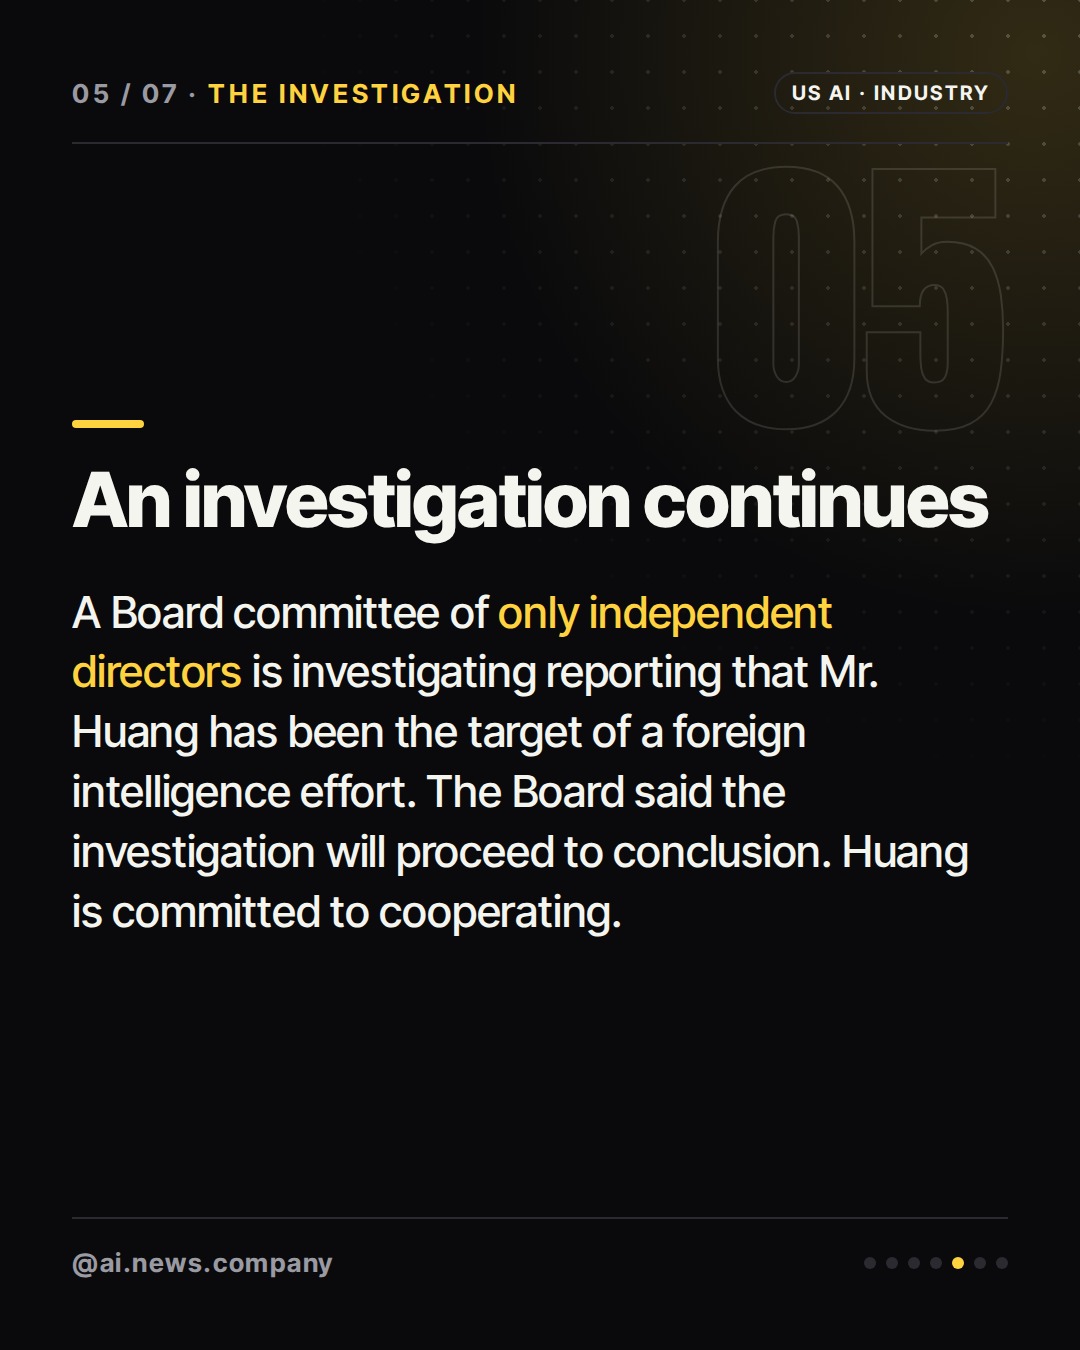 05 / 07 · THE INVESTIGATION
US AI · INDUSTRY
05
An investigation continues
A Board committee of only independent
directors is investigating reporting that Mr.
Huang has been the target of a foreign
intelligence effort. The Board said the
investigation will proceed to conclusion. Huang
is committed to cooperating.
@ai.news.company